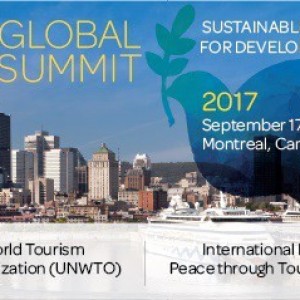 GLOBAL
SUMMIT
SUSTAINABLE
FOR DEVELO
2017
September 17
Montreal, Can
orld Tourism
ization (UNWTO)
International I
Peace through Tou